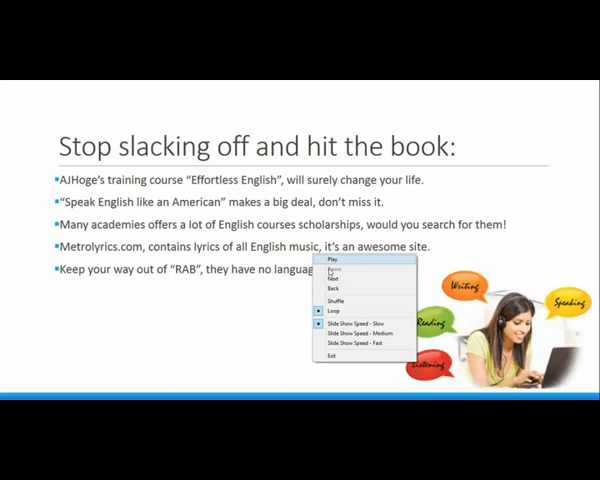 Stop slacking off and hit the book:
▪AJHoge's training course "Effortless English", will surely change your life.
▪"Speak English like an American" makes a big deal, don't miss it.
▪Many academies offers a lot of English courses scholarships, would you search for them!
▪Metrolyrics.com, contains lyrics of all English music, it's an awesome site.
▪Keep your way out of "RAB", they have no languag
Play
Pause
Next
Back
Shuffle
Loop
Slide Show Speed - Slow
Slide Show Speed - Medium
Slide Show Speed - Fast
Exit
Writing
Speaking
Reading
Listening